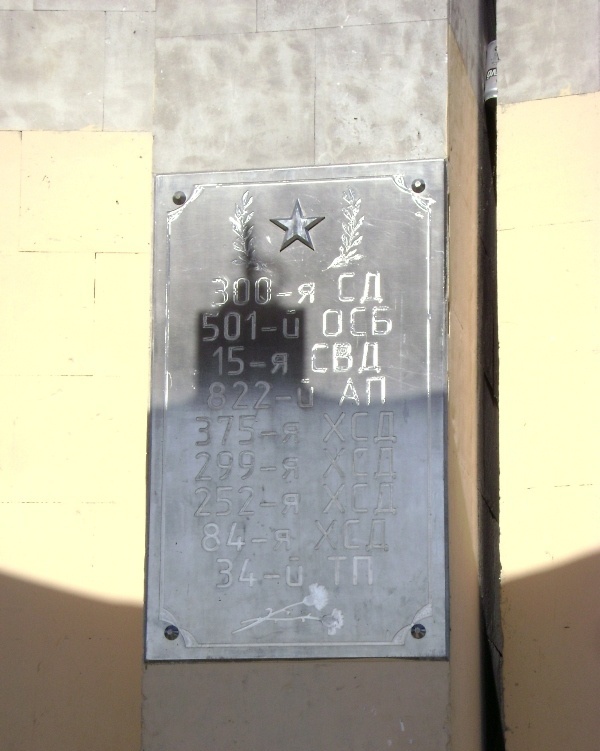 300-я СД
501-й ОСБ
15-я СВД
822-й АП
375-я ХСД
299-я ХСД
252-я ХСД
84-я ХСД
34-й ТП